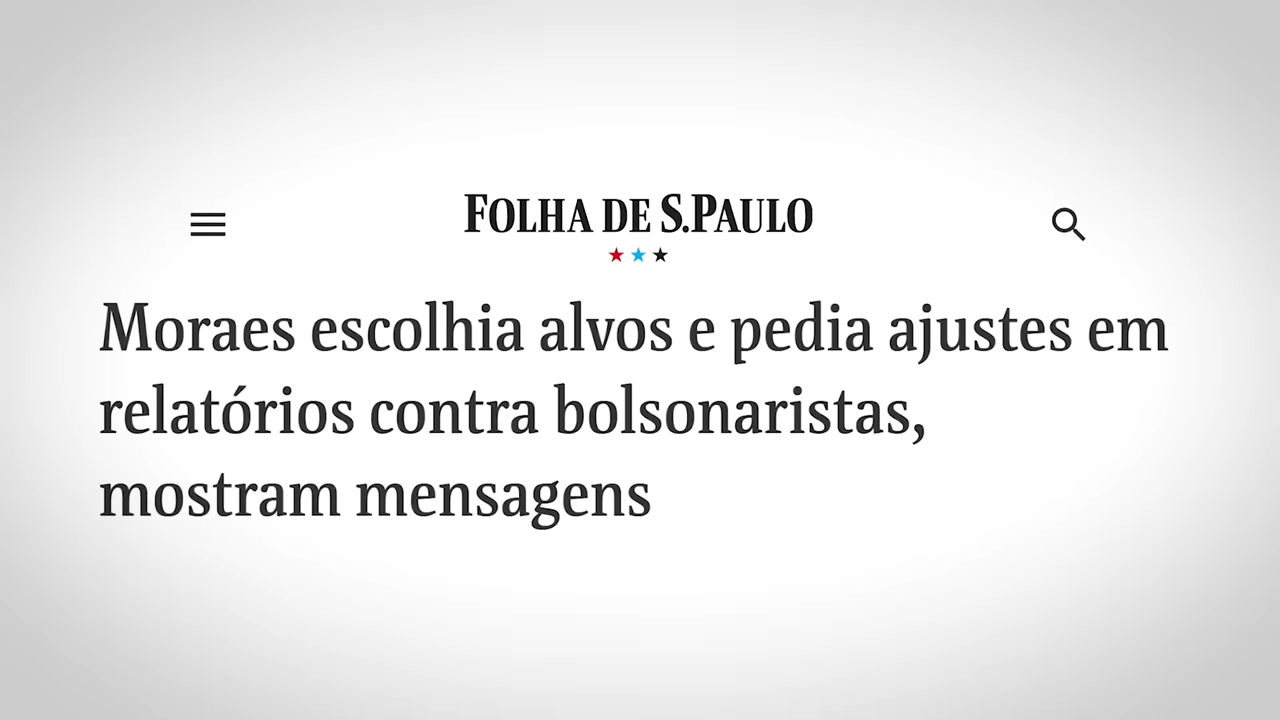 FOLHA DE S.PAULO
Moraes escolhia alvos e pedia ajustes em
relatórios contra bolsonaristas,
mostram mensagens